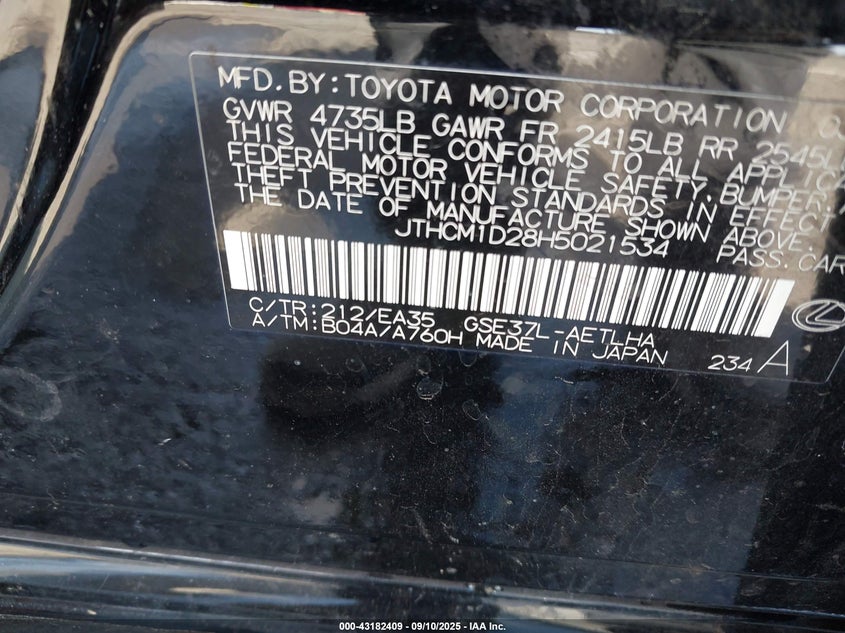 MFD.BY:TOYOTA MOTOR CORPORATION
GVWR 4735LB GAWR FR 2415LB RR 2545LB
THIS VEHICLE CONFORMS TO ALL
FEDERAL MOTOR VEHICLE SAFETY, BUMPER,
THEFT PREVENTION STANDARDS IN EFFECT
THE DATE OF MANUFACTURE SHOWN ABOVE.
JTHCM1D28H5021534 PASS.CAR
C/TR:212/EA35 GSE37L-AETLHA
A/TM:B04A/A760H MADE IN JAPAN
234 A
000-43182409 - 09/10/2025 - IAA Inc.